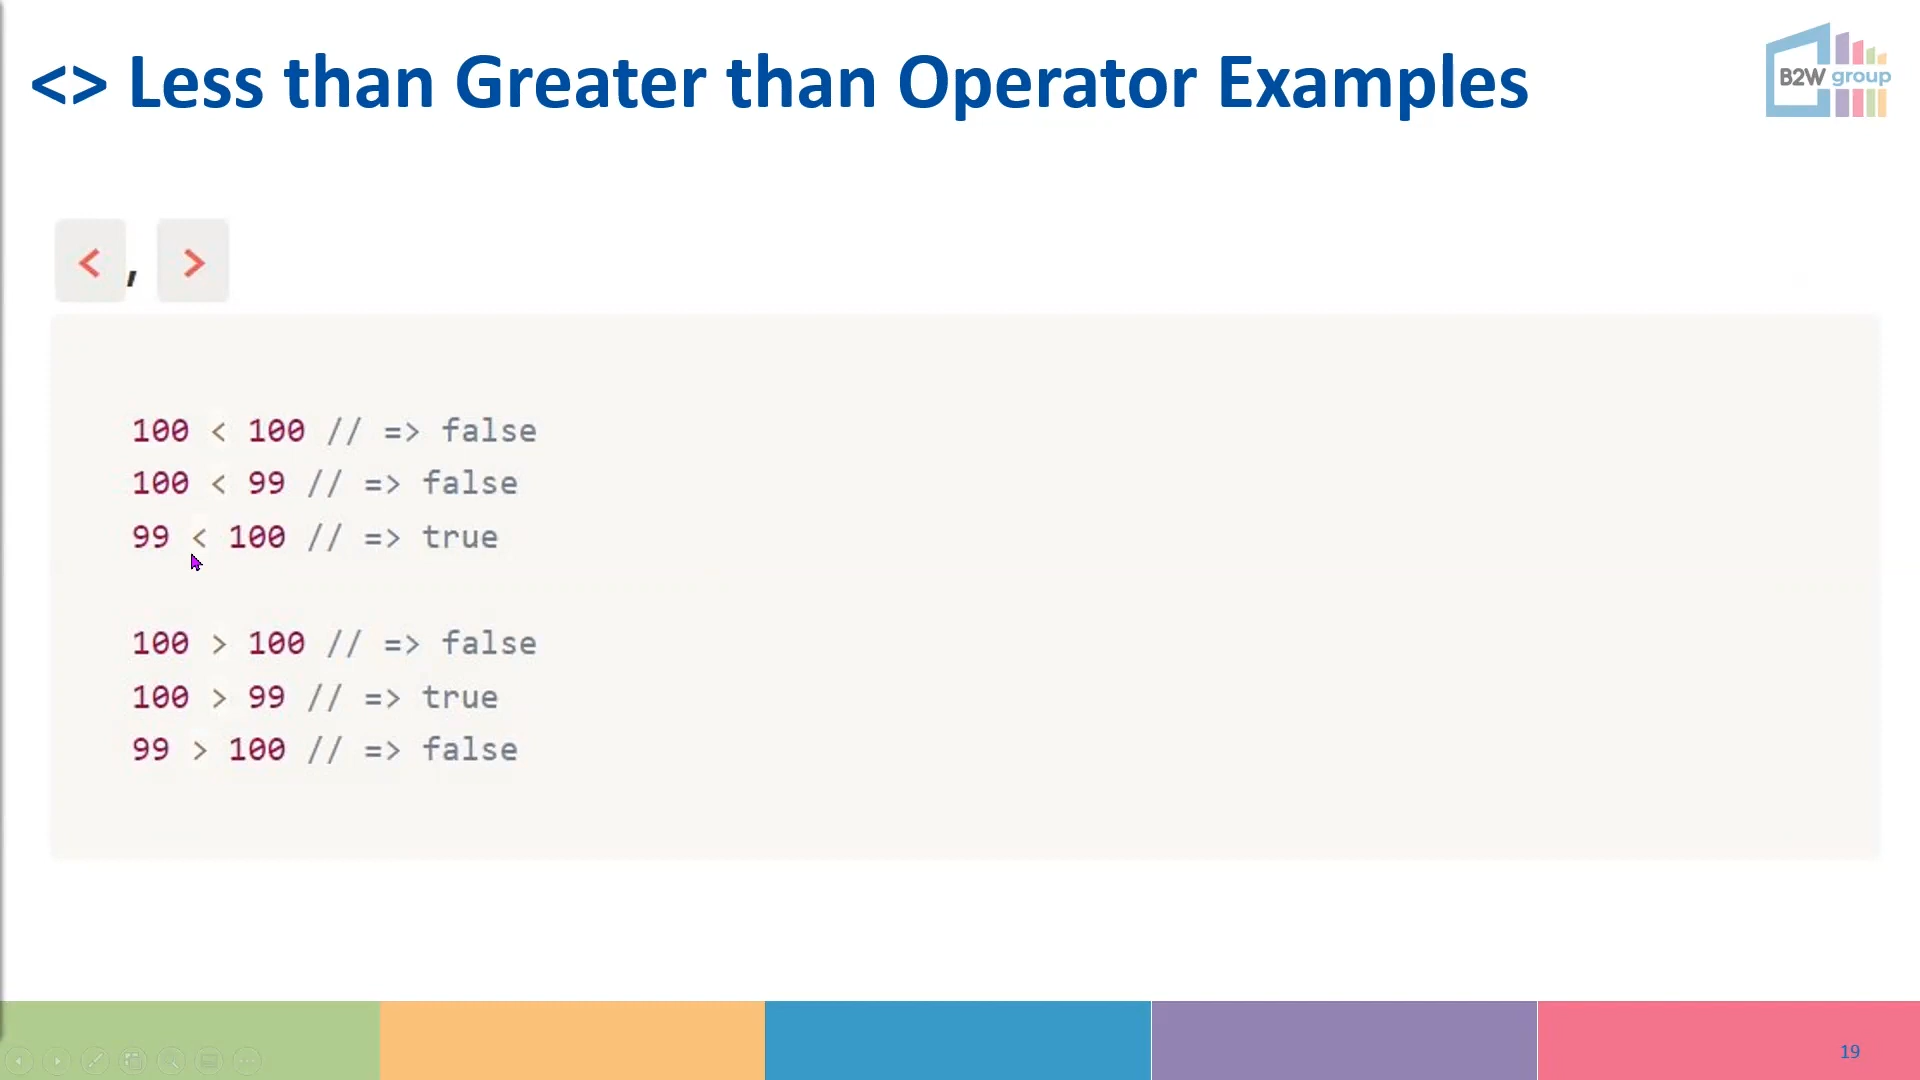 <> Less than Greater than Operator Examples
B2W group
< , >
100 < 100 // => false
100 < 99 // => false
99 < 100 // => true
100 > 100 // => false
100 > 99 // => true
99 > 100 // => false
19